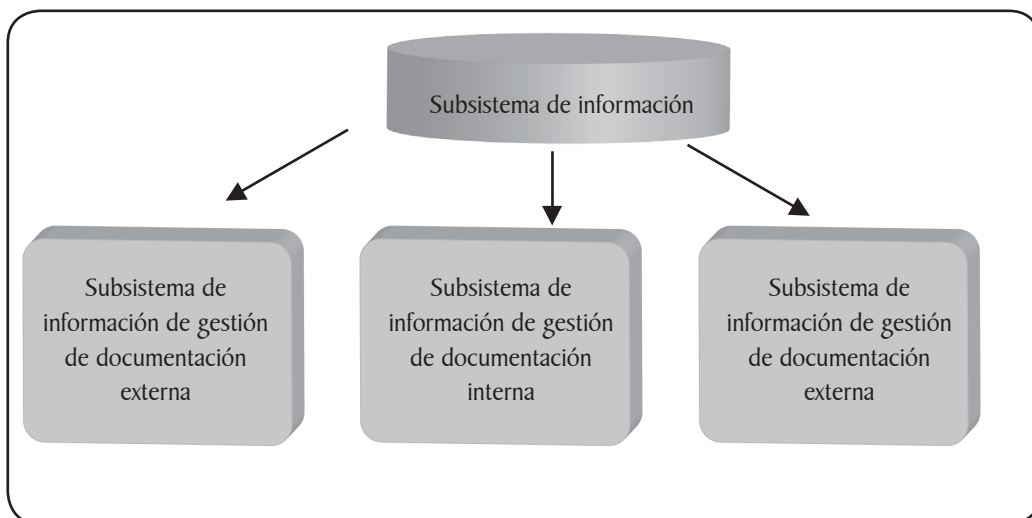 Subsistema de información
Subsistema de
información de gestión
de documentación
externa
Subsistema de
información de gestión
de documentación
interna
Subsistema de
información de gestión
de documentación
externa